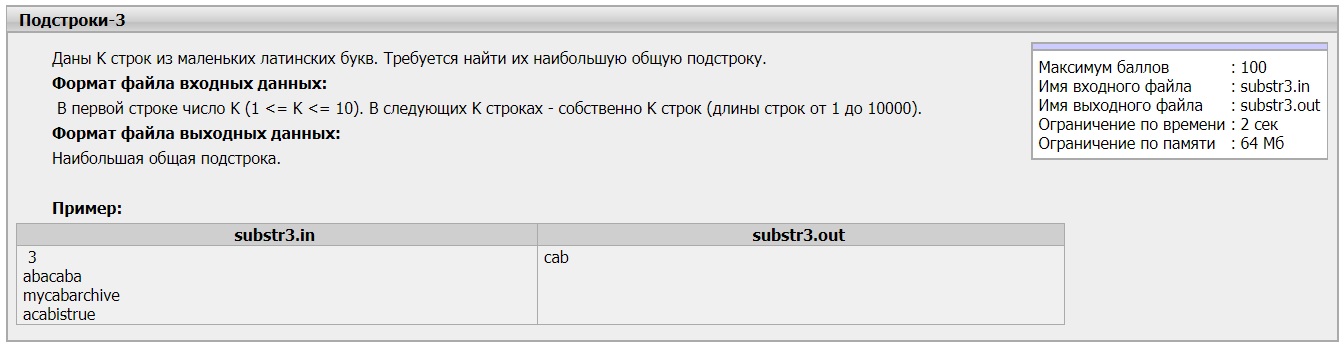 Подстроки-3
Даны K строк из маленьких латинских букв. Требуется найти их наибольшую общую подстроку.
Формат файла входных данных:
В первой строке число K (1 <= K <= 10). В следующих K строках - собственно K строк (длины строк от 1 до 10000).
Формат файла выходных данных:
Наибольшая общая подстрока.
Максимум баллов : 100
Имя входного файла : substr3.in
Имя выходного файла : substr3.out
Ограничение по времени : 2 сек
Ограничение по памяти : 64 Мб
Пример:
substr3.in substr3.out
3 cab
abacaba
mycabarchive
acabistrue